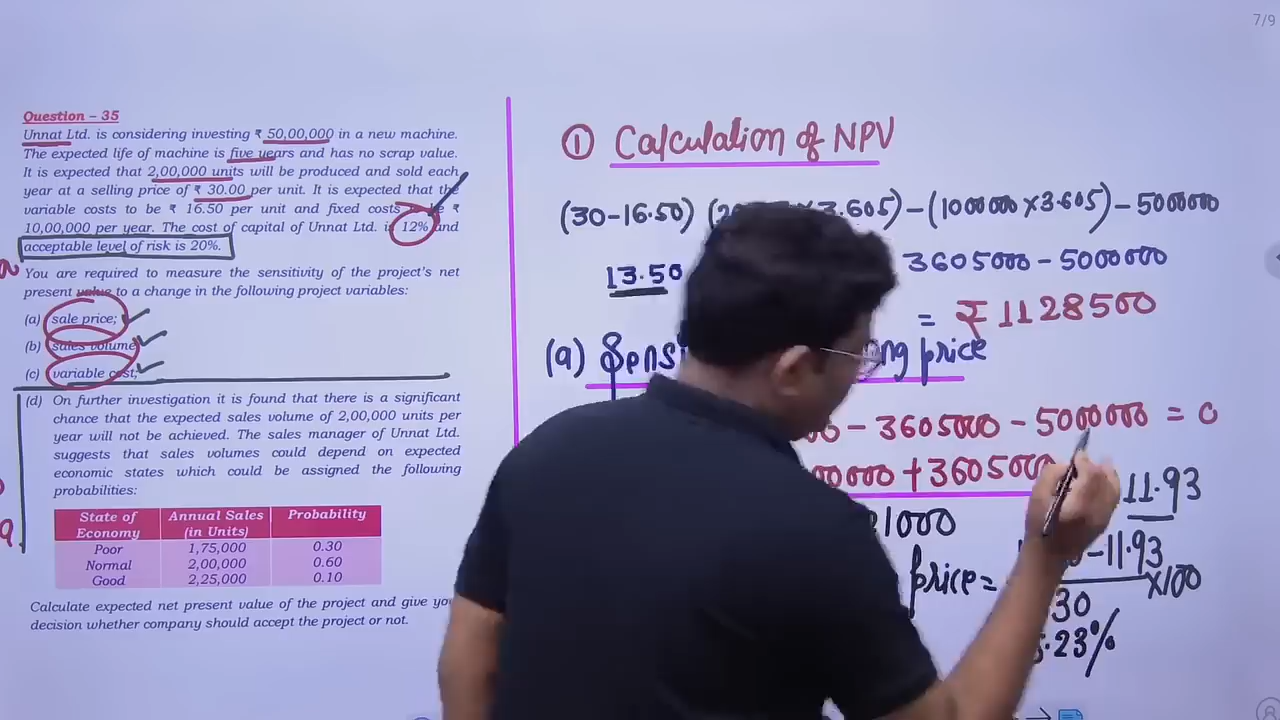 7/9
Question – 35
Unnat Ltd. is considering investing ₹ 50,00,000 in a new machine.
The expected life of machine is five years and has no scrap value.
It is expected that 2,00,000 units will be produced and sold each
year at a selling price of ₹ 30.00 per unit. It is expected that the
variable costs to be ₹ 16.50 per unit and fixed costs to be ₹
10,00,000 per year. The cost of capital of Unnat Ltd. is 12% and
acceptable level of risk is 20%.
You are required to measure the sensitivity of the project's net
present value to a change in the following project variables:
(a) sale price;
(b) sales volume;
(c) variable cost;
(d) On further investigation it is found that there is a significant
chance that the expected sales volume of 2,00,000 units per
year will not be achieved. The sales manager of Unnat Ltd.
suggests that sales volumes could depend on expected
economic states which could be assigned the following
probabilities:
State of Economy Annual Sales (in Units) Probability
Poor 1,75,000 0.30
Normal 2,00,000 0.60
Good 2,25,000 0.10
Calculate expected net present value of the project and give your
decision whether company should accept the project or not.
① Calculation of NPV
(30-16.50) ×3.605) – (1000000×3.605) – 5000000
13.50 3605000 – 5000000
= ₹1128500
(a) price
– 3605000 – 5000000 = 0
+3605000
11.93
1000
-11.93
price = ×100
30
.23%